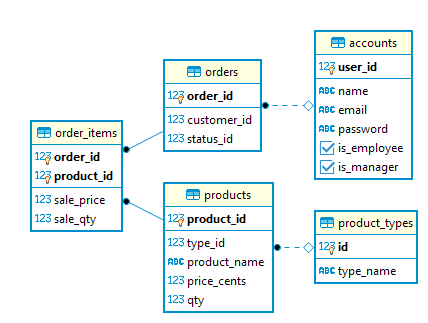 order_items
123 order_id
123 product_id
123 sale_price
123 sale_qty
orders
123 order_id
123 customer_id
123 status_id
products
123 product_id
123 type_id
ABC product_name
123 price_cents
123 qty
accounts
123 user_id
ABC name
ABC email
ABC password
is_employee
is_manager
product_types
123 id
ABC type_name